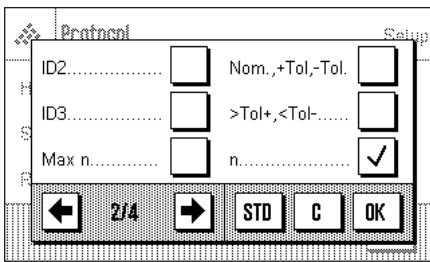 Protocol Setup
ID2.................. Nom.,+Tol,-Tol.
ID3.................. >Tol+,<Tol-......
Max n............. n.....................
2/4 STD C OK